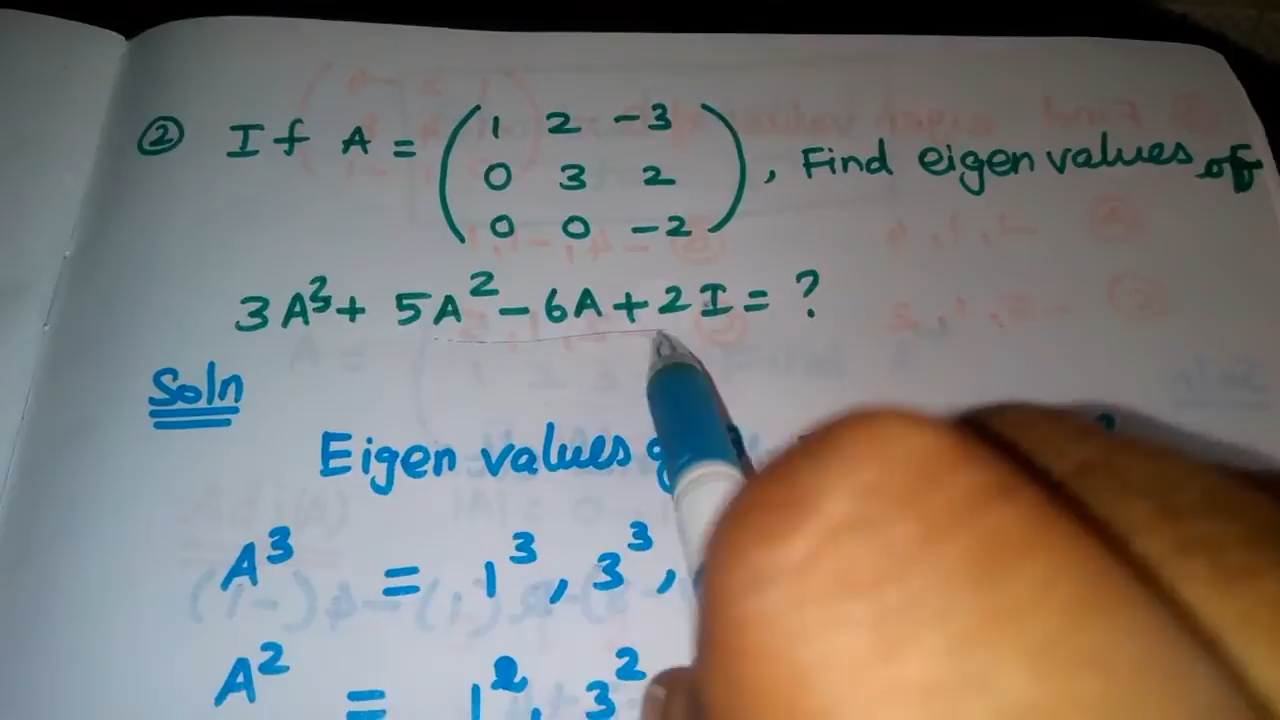 ② If A = ( 1 2 -3
0 3 2
0 0 -2 ), Find eigen values of
3A³ + 5A² - 6A + 2I = ?
Soln
Eigen values
A³ = 1³, 3³,
A² = 1², 3²